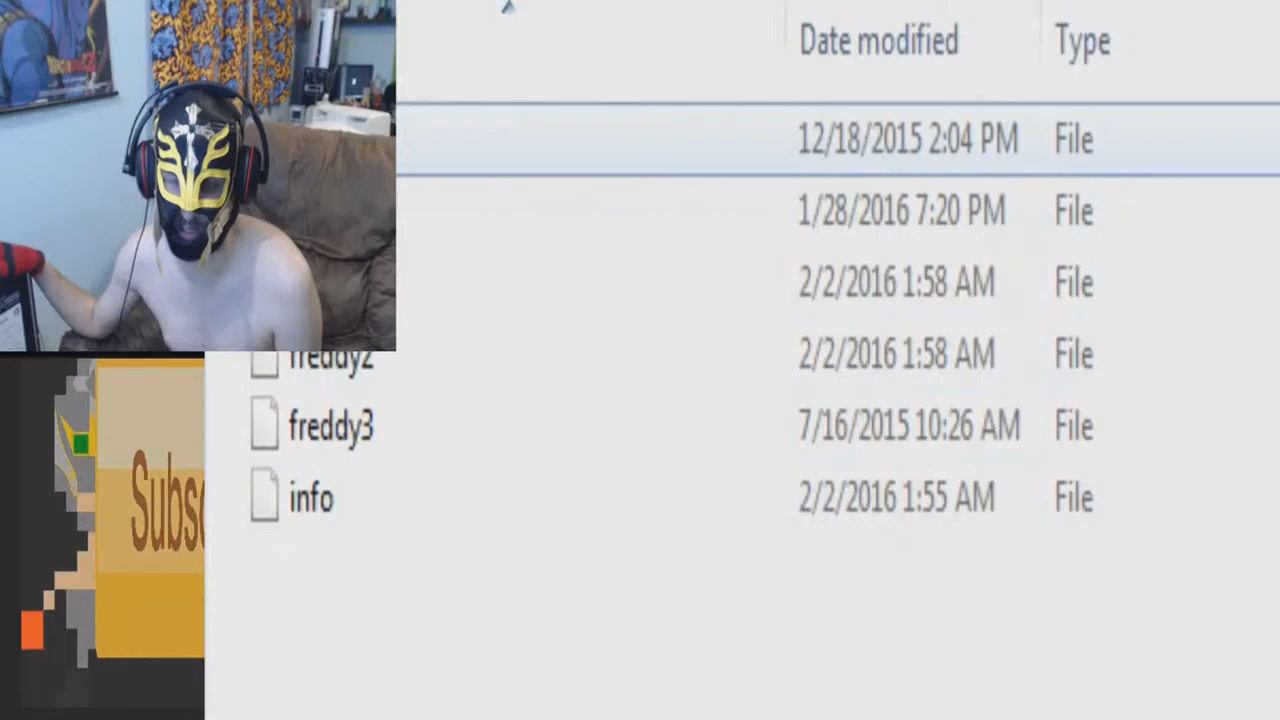 Date modified Type
12/18/2015 2:04 PM File
1/28/2016 7:20 PM File
2/2/2016 1:58 AM File
freddy2 2/2/2016 1:58 AM File
freddy3 7/16/2015 10:26 AM File
info 2/2/2016 1:55 AM File
Subsc